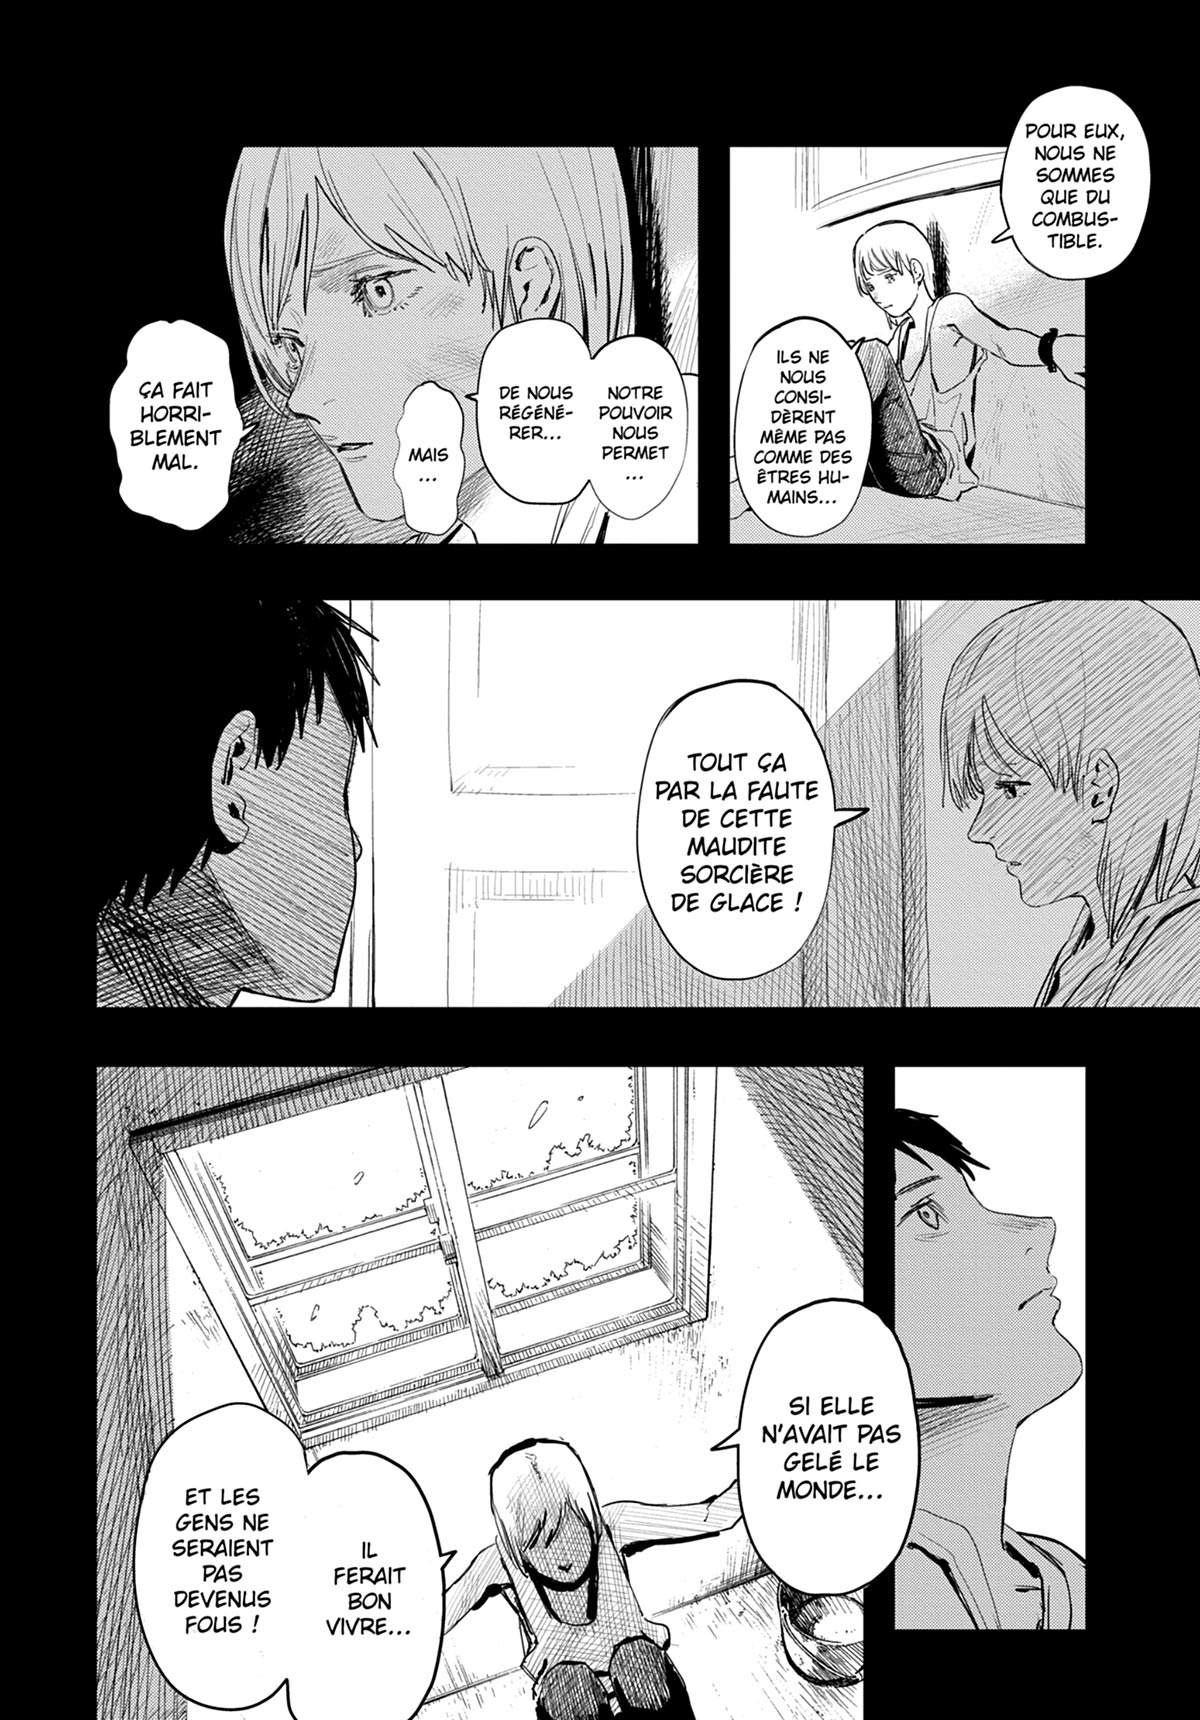 POUR EUX,
NOUS NE
SOMMES
QUE DU
COMBUS-
TIBLE.
ILS NE
NOUS
CONSI-
DÈRENT
MÊME PAS
COMME DES
ÊTRES HU-
MAINS...
NOTRE
POUVOIR
NOUS
PERMET
...
DE NOUS
RÉGÉNÉ-
RER...
MAIS
...
ÇA FAIT
HORRI-
BLEMENT
MAL.
TOUT ÇA
PAR LA FAUTE
DE CETTE
MAUDITE
SORCIÈRE
DE GLACE !
SI ELLE
N'AVAIT PAS
GELÉ LE
MONDE...
IL
FERAIT
BON
VIVRE...
ET LES
GENS NE
SERAIENT
PAS
DEVENUS
FOUS !